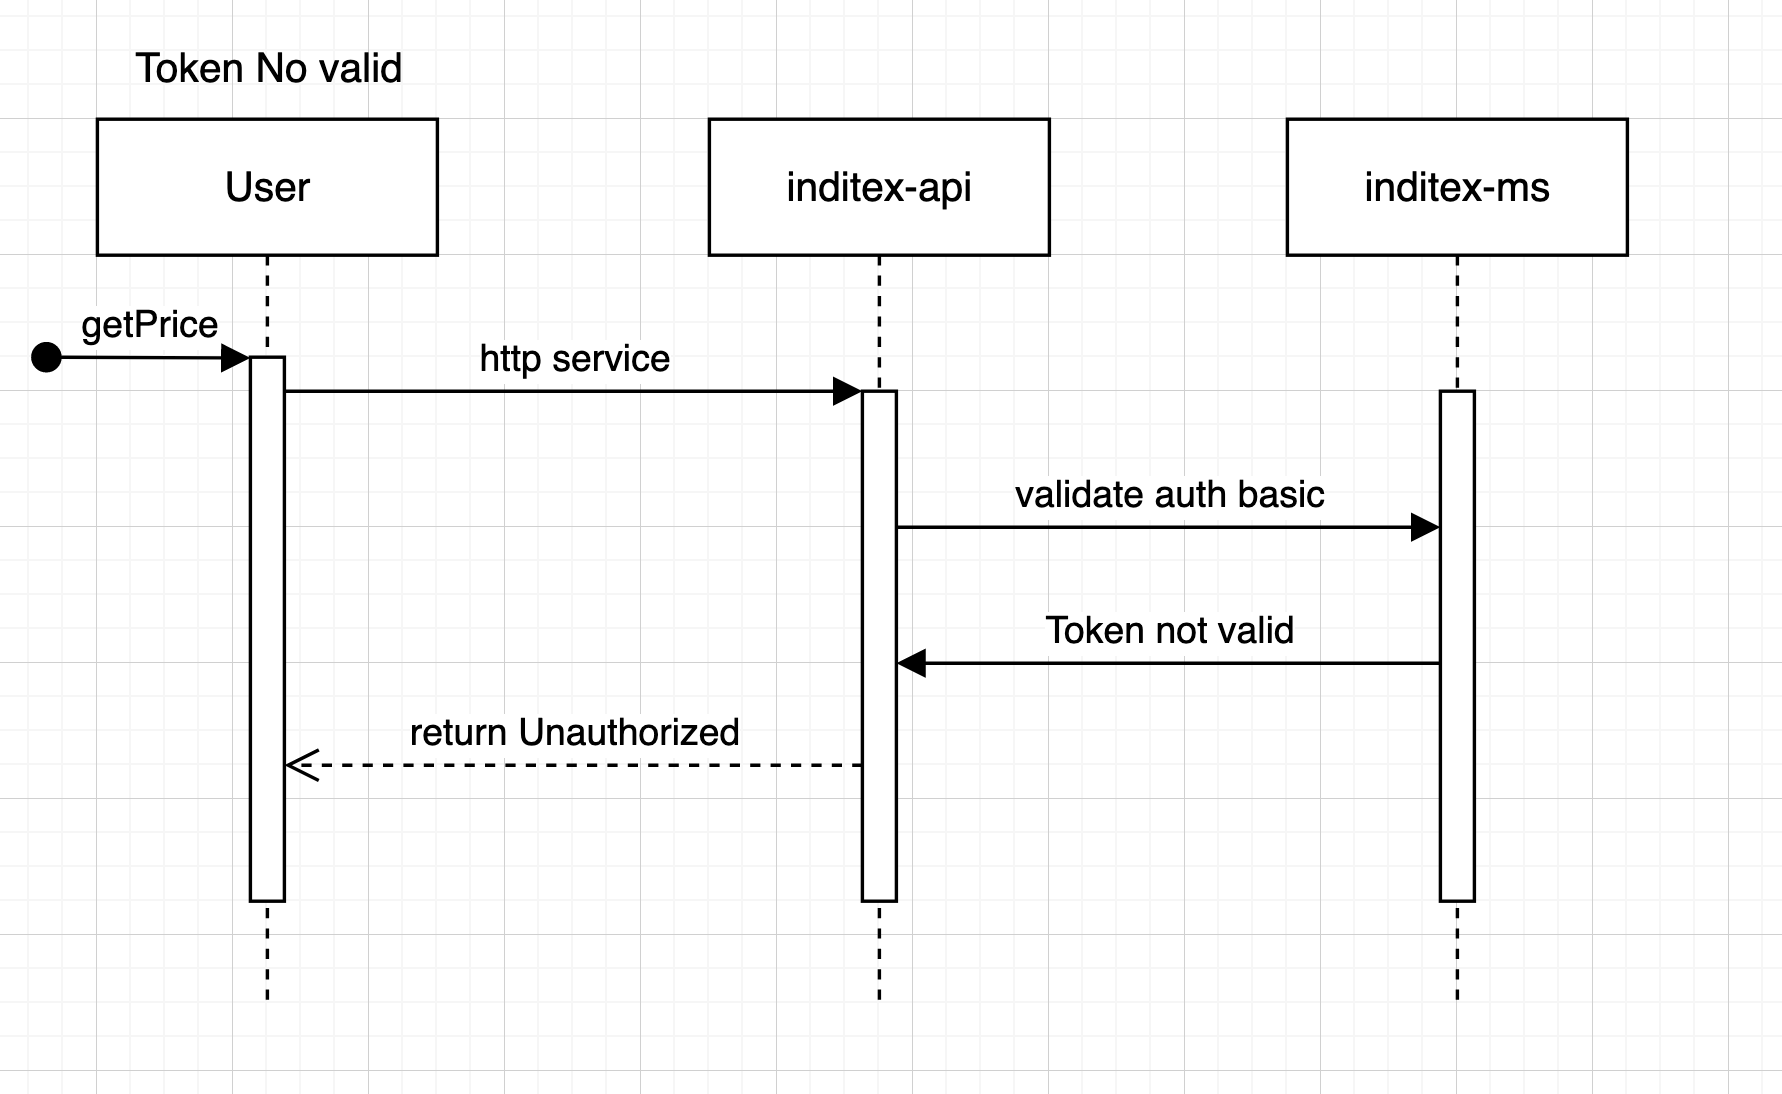 Token No valid
User
inditex-api
inditex-ms
getPrice
http service
validate auth basic
Token not valid
return Unauthorized